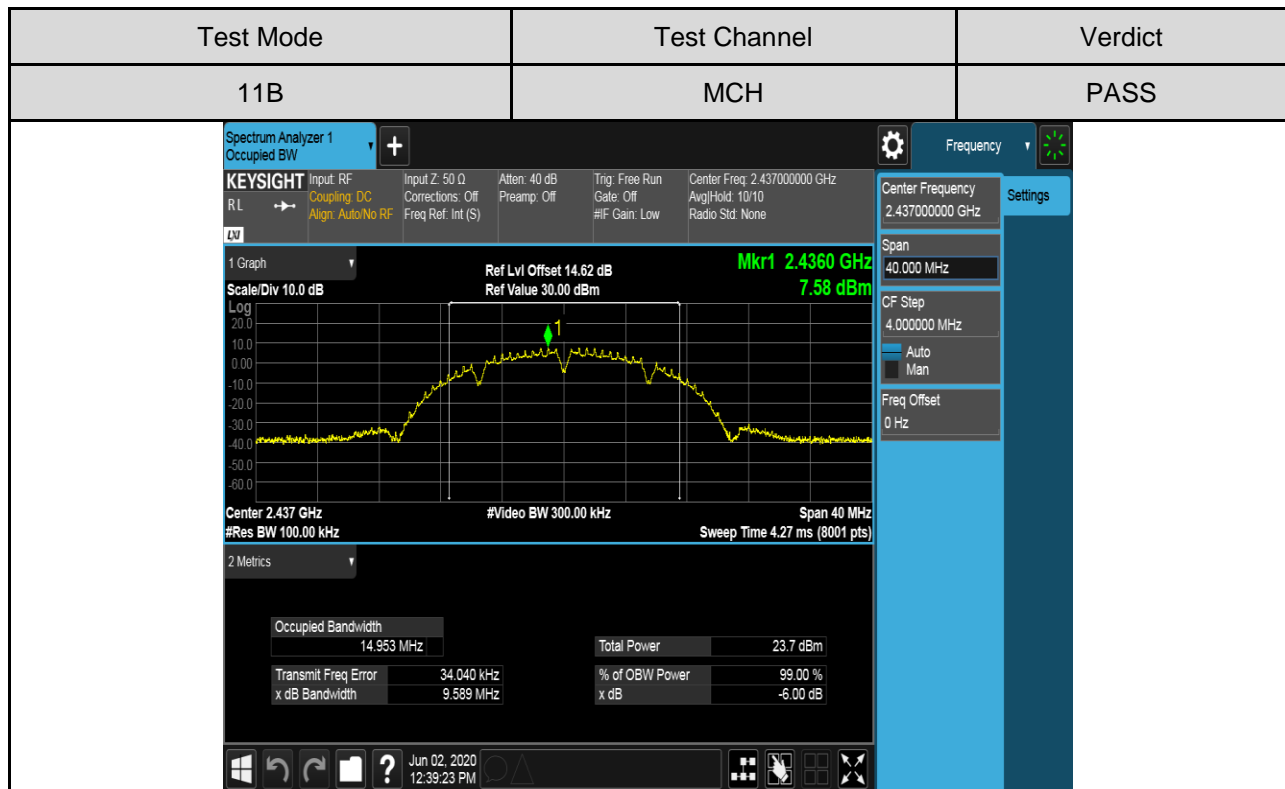 Test Mode Test Channel Verdict
11B MCH PASS
Spectrum Analyzer 1
Occupied BW
+
Frequency
KEYSIGHT Input: RF Input Z: 50 Ω Atten: 40 dB Trig: Free Run Center Freq: 2.437000000 GHz
RL Coupling: DC Corrections: Off Preamp: Off Gate: Off Avg|Hold: 10/10
Align: Auto/No RF Freq Ref: Int (S) #IF Gain: Low Radio Std: None
LXI
1 Graph
Ref Lvl Offset 14.62 dB Mkr1 2.4360 GHz
Scale/Div 10.0 dB Ref Value 30.00 dBm 7.58 dBm
Log
20.0
1
10.0
0.00
-10.0
-20.0
-30.0
-40.0
-50.0
-60.0
Center 2.437 GHz #Video BW 300.00 kHz Span 40 MHz
#Res BW 100.00 kHz Sweep Time 4.27 ms (8001 pts)
2 Metrics
Occupied Bandwidth
14.953 MHz Total Power 23.7 dBm
Transmit Freq Error 34.040 kHz % of OBW Power 99.00 %
x dB Bandwidth 9.589 MHz x dB -6.00 dB
? Jun 02, 2020
12:39:23 PM
Center Frequency
2.437000000 GHz
Settings
Span
40.000 MHz
CF Step
4.000000 MHz
Auto
Man
Freq Offset
0 Hz